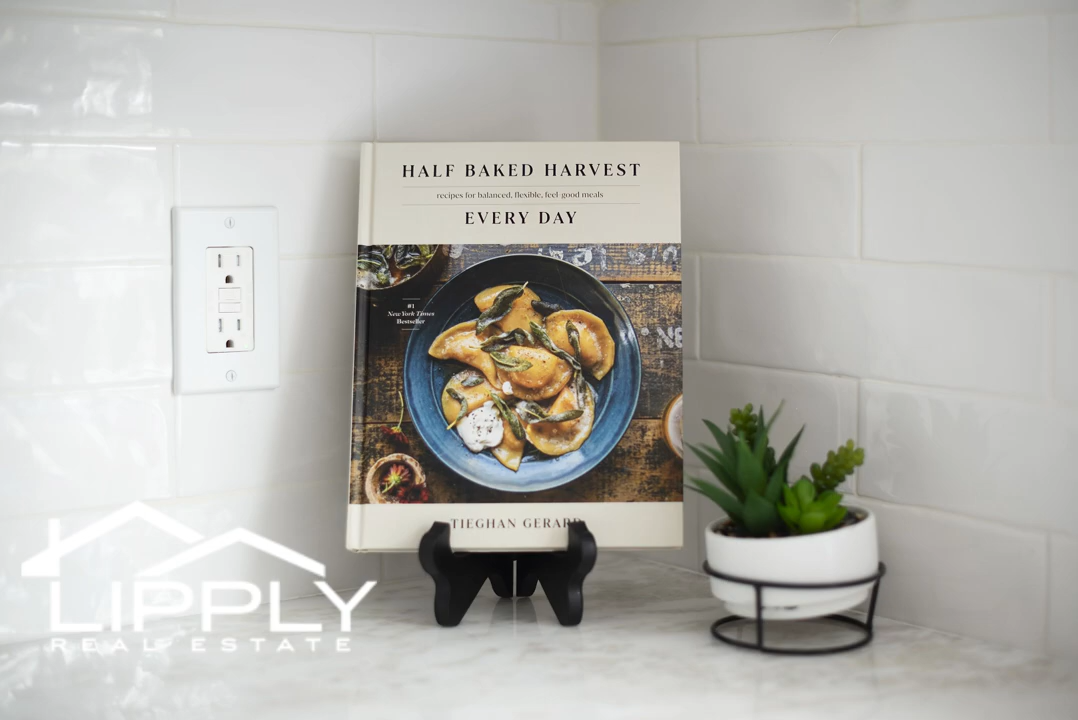 HALF BAKED HARVEST
recipes for balanced, flexible, feel-good meals
EVERY DAY
#1
New York Times
Bestseller
TIEGHAN GERARD
LIPPLY
REAL ESTATE